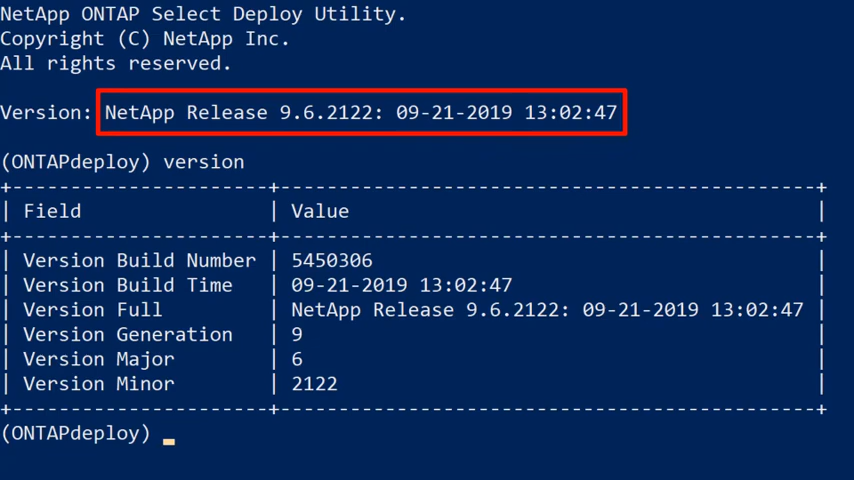 NetApp ONTAP Select Deploy Utility.
Copyright (C) NetApp Inc.
All rights reserved.
Version: NetApp Release 9.6.2122: 09-21-2019 13:02:47
(ONTAPdeploy) version
+-----------------------+----------------------------------------------+
| Field | Value |
+-----------------------+----------------------------------------------+
| Version Build Number | 5450306 |
| Version Build Time | 09-21-2019 13:02:47 |
| Version Full | NetApp Release 9.6.2122: 09-21-2019 13:02:47 |
| Version Generation | 9 |
| Version Major | 6 |
| Version Minor | 2122 |
+-----------------------+----------------------------------------------+
(ONTAPdeploy)